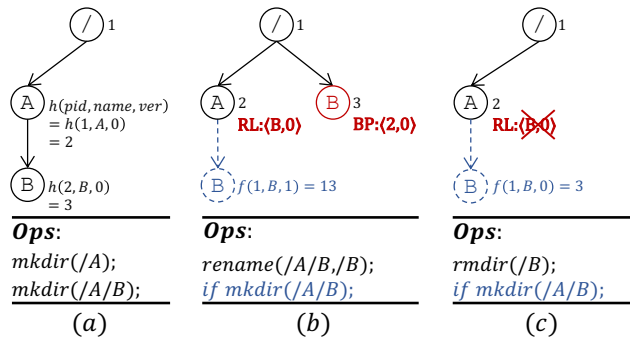 / 1
A h(pid,name,ver)
= h(1,A,0)
= 2
B h(2,B,0)
= 3
Ops:
mkdir(/A);
mkdir(/A/B);
(a)
/ 1
A 2
RL:⟨B,0⟩
B 3
BP:⟨2,0⟩
B f(1,B,1) = 13
Ops:
rename(/A/B,/B);
if mkdir(/A/B);
(b)
/ 1
A 2
RL:⟨B,0⟩
B f(1,B,0) = 3
Ops:
rmdir(/B);
if mkdir(/A/B);
(c)